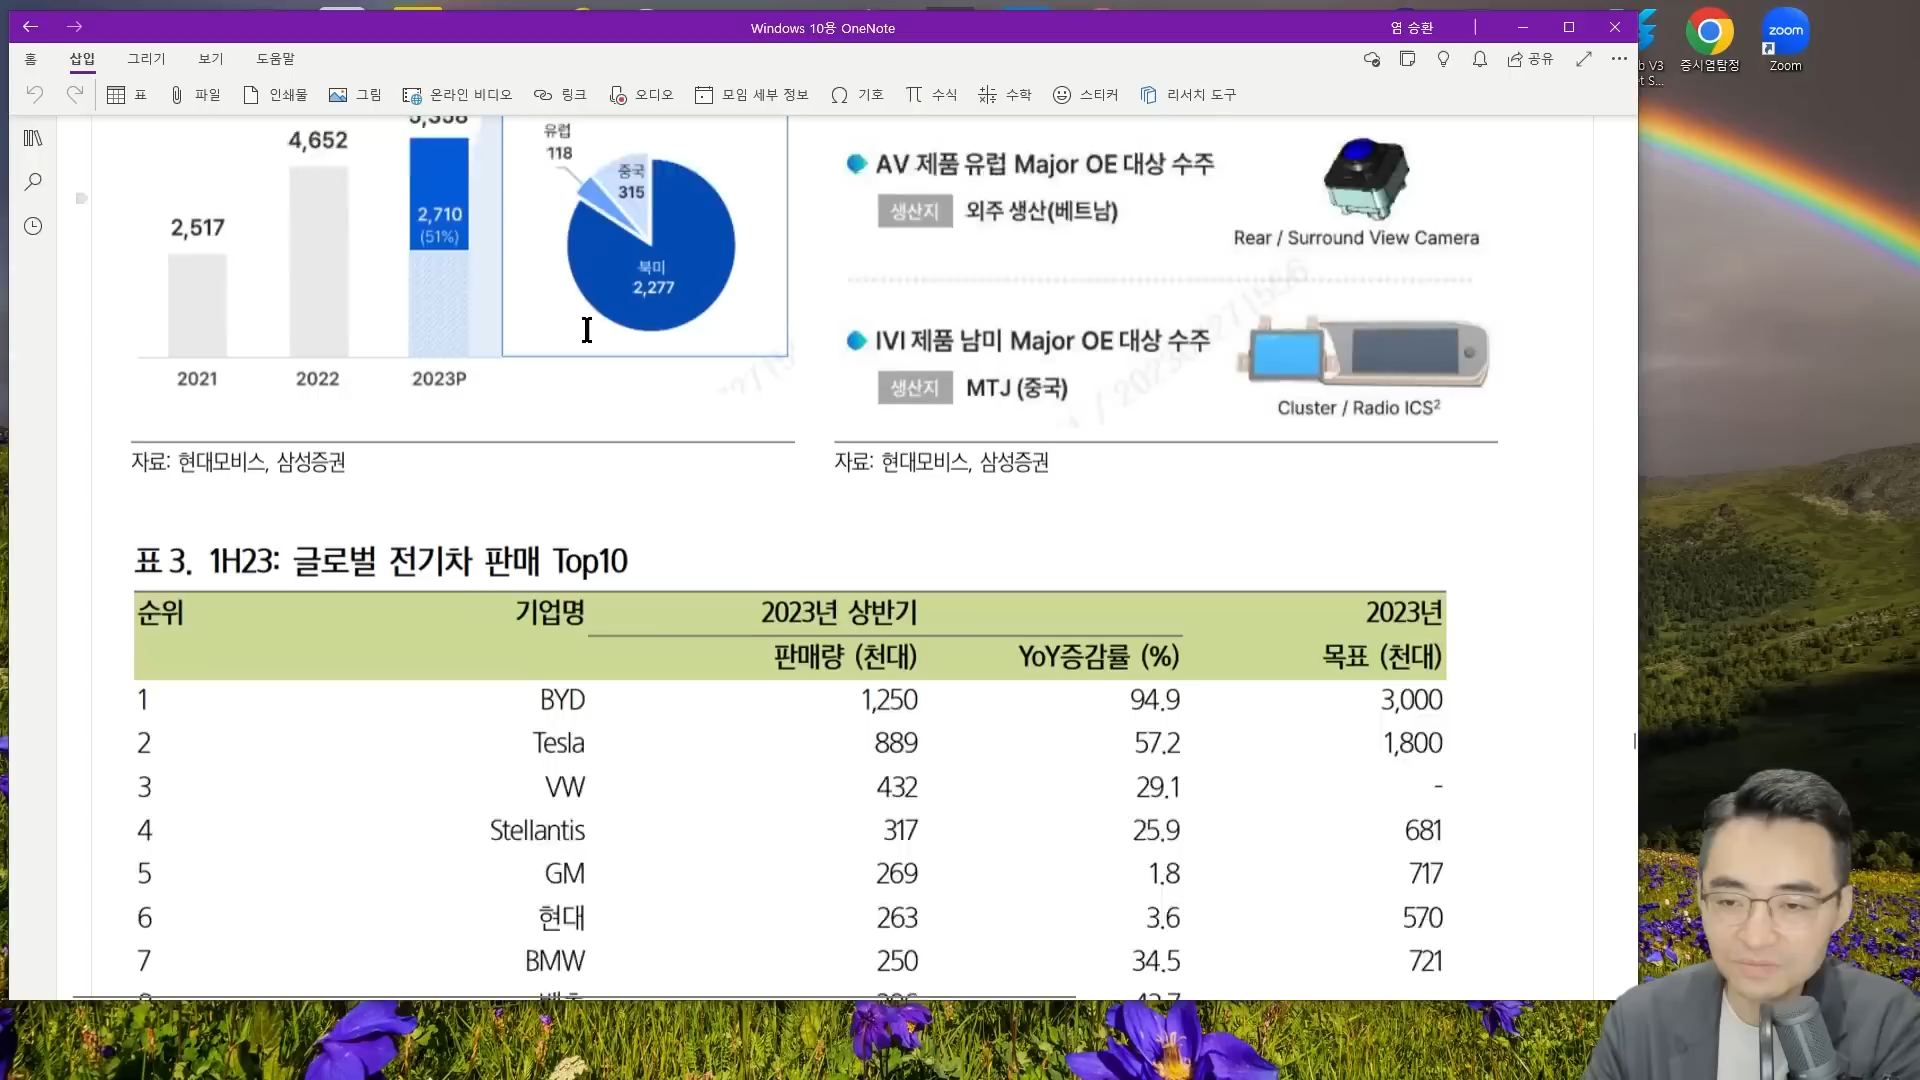 Windows 10용 OneNote
염 승환
홈 삽입 그리기 보기 도움말
공유
표 파일 인쇄물 그림 온라인 비디오 링크 오디오 모임 세부 정보 기호 수식 수학 스티커 리서치 도구
증시염탐정
zoom
Zoom
5,358
4,652
2,517
2,710
(51%)
2021 2022 2023P
유럽
118
중국
315
북미
2,277
AV 제품 유럽 Major OE 대상 수주
생산지 외주 생산(베트남)
Rear / Surround View Camera
IVI 제품 남미 Major OE 대상 수주
생산지 MTJ (중국)
Cluster / Radio ICS²
자료: 현대모비스, 삼성증권
자료: 현대모비스, 삼성증권
표 3. 1H23: 글로벌 전기차 판매 Top10
순위 기업명 2023년 상반기 2023년
판매량 (천대) YoY증감률 (%) 목표 (천대)
1 BYD 1,250 94.9 3,000
2 Tesla 889 57.2 1,800
3 VW 432 29.1 -
4 Stellantis 317 25.9 681
5 GM 269 1.8 717
6 현대 263 3.6 570
7 BMW 250 34.5 721